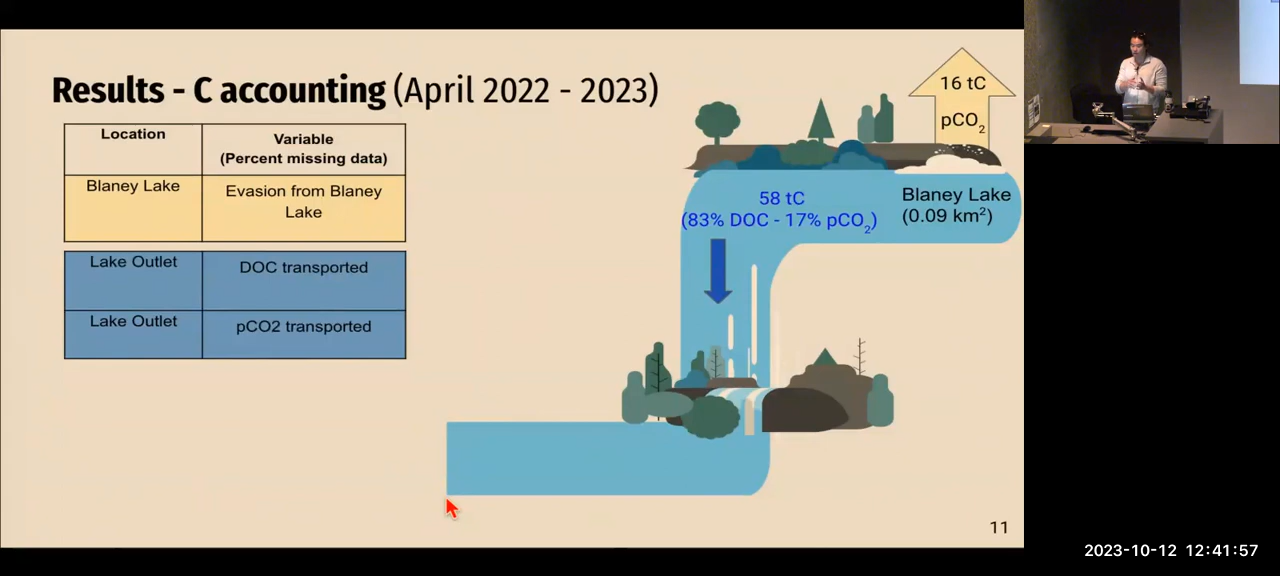 Results - C accounting (April 2022 - 2023)
Location
Variable
(Percent missing data)
Blaney Lake
Evasion from Blaney
Lake
Lake Outlet
DOC transported
Lake Outlet
pCO2 transported
16 tC
pCO2
58 tC
(83% DOC - 17% pCO2)
Blaney Lake
(0.09 km2)
11
2023-10-12 12:41:57